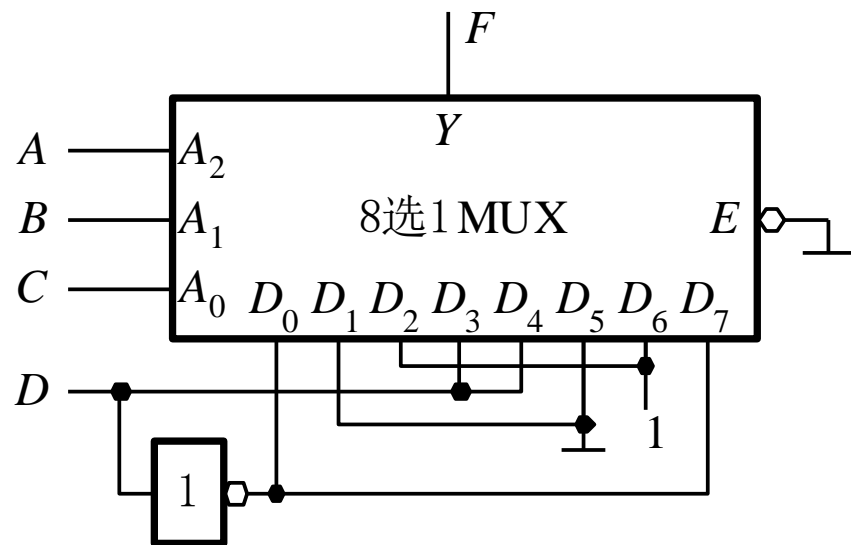 F
Y
A A₂
B A₁ 8选1 MUX E
C A₀
D₀ D₁ D₂ D₃ D₄ D₅ D₆ D₇
D
1
1